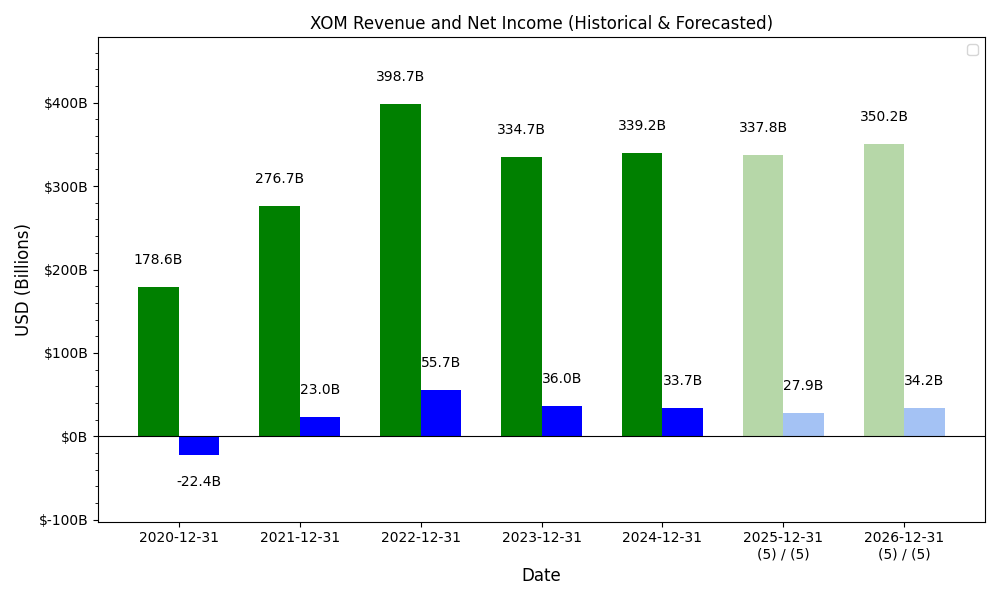 XOM Revenue and Net Income (Historical & Forecasted)
USD (Billions)
$400B
$300B
$200B
$100B
$0B
$-100B
178.6B
-22.4B
276.7B
23.0B
398.7B
55.7B
334.7B
36.0B
339.2B
33.7B
337.8B
27.9B
350.2B
34.2B
2020-12-31
2021-12-31
2022-12-31
2023-12-31
2024-12-31
2025-12-31
(5) / (5)
2026-12-31
(5) / (5)
Date